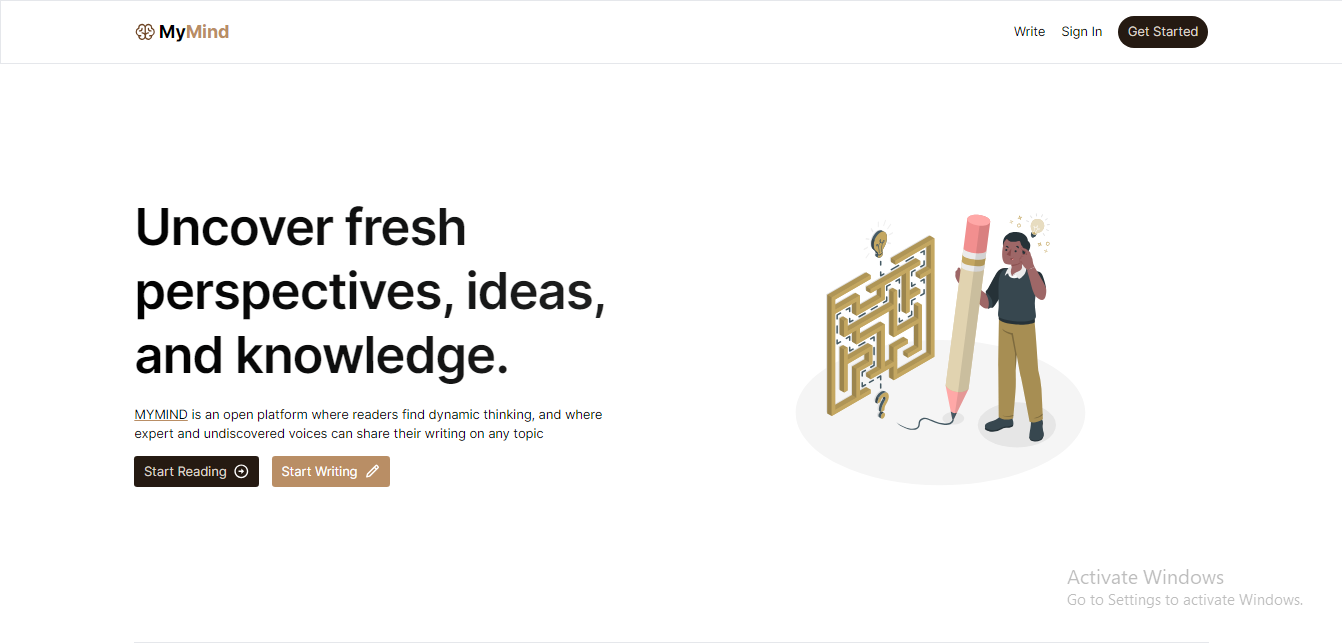 MyMind
Write
Sign In
Get Started
Uncover fresh
perspectives, ideas,
and knowledge.
MYMIND is an open platform where readers find dynamic thinking, and where
expert and undiscovered voices can share their writing on any topic
Start Reading
Start Writing
?
Activate Windows
Go to Settings to activate Windows.